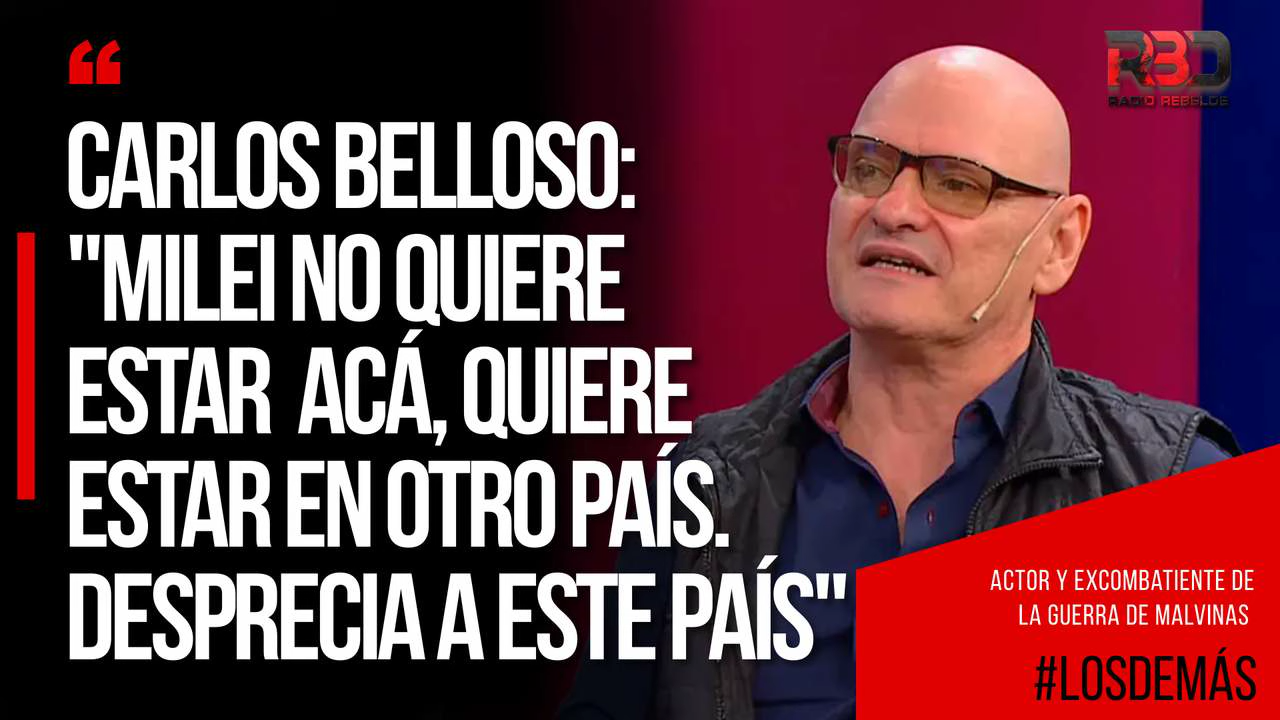 “
CARLOS BELLOSO:
"MILEI NO QUIERE
ESTAR ACÁ, QUIERE
ESTAR EN OTRO PAÍS.
DESPRECIA A ESTE PAÍS"
RBD
RADIO REBELDE
ACTOR Y EXCOMBATIENTE DE
LA GUERRA DE MALVINAS
#LOSDEMÁS